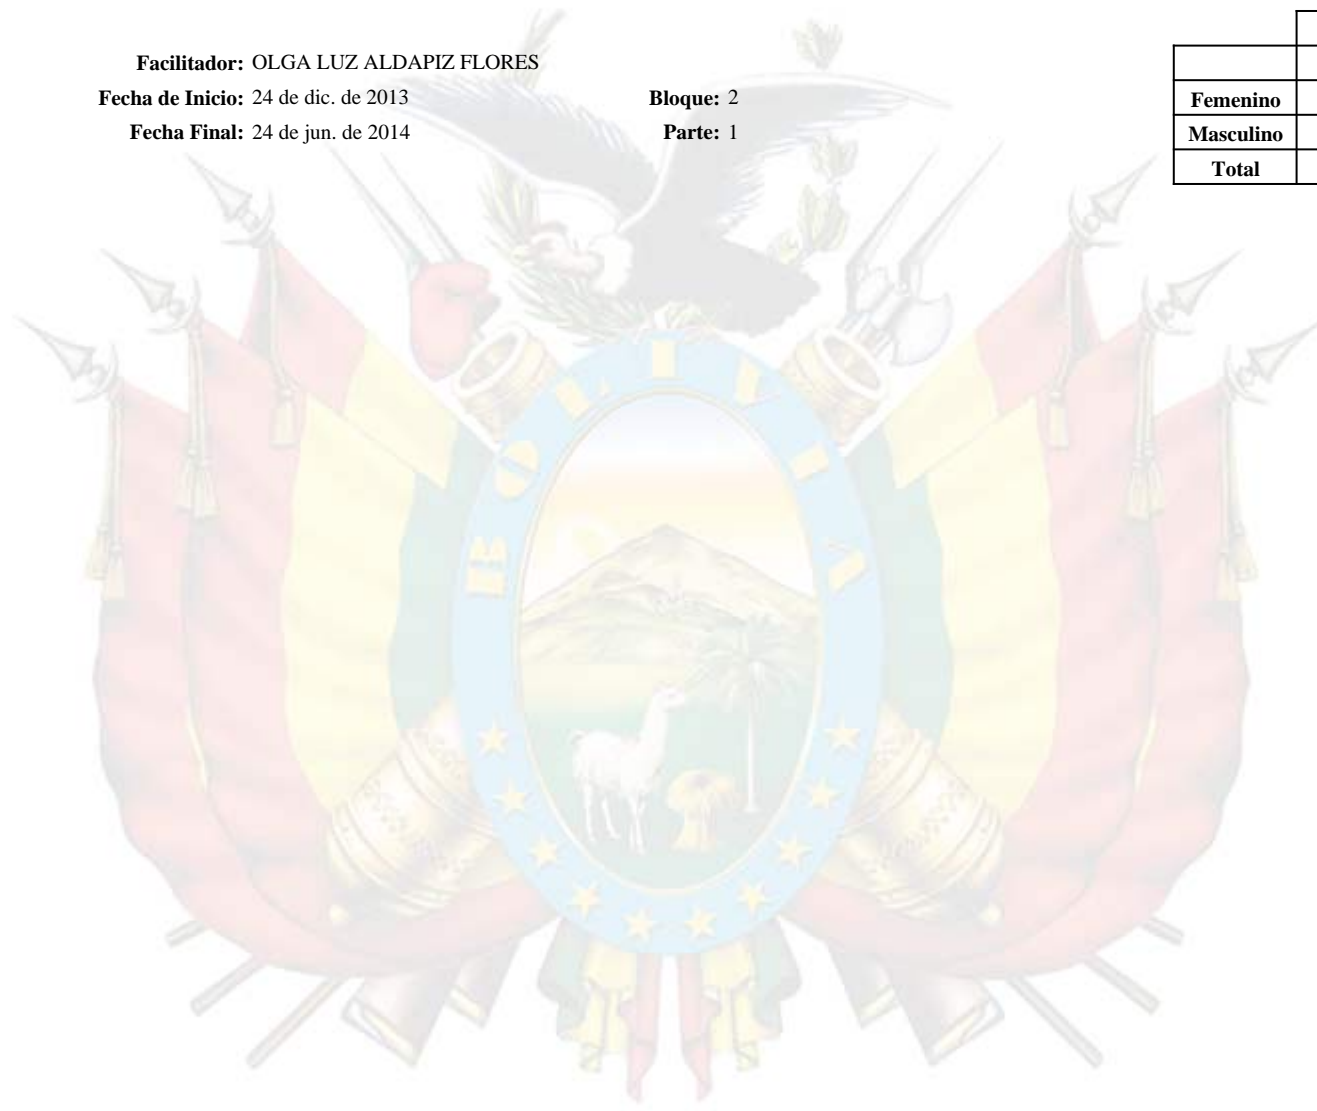 Facilitador: OLGA LUZ ALDAPIZ FLORES
Fecha de Inicio: 24 de dic. de 2013 Bloque: 2
Fecha Final: 24 de jun. de 2014 Parte: 1
Femenino
Masculino
Total
BOLIVIA